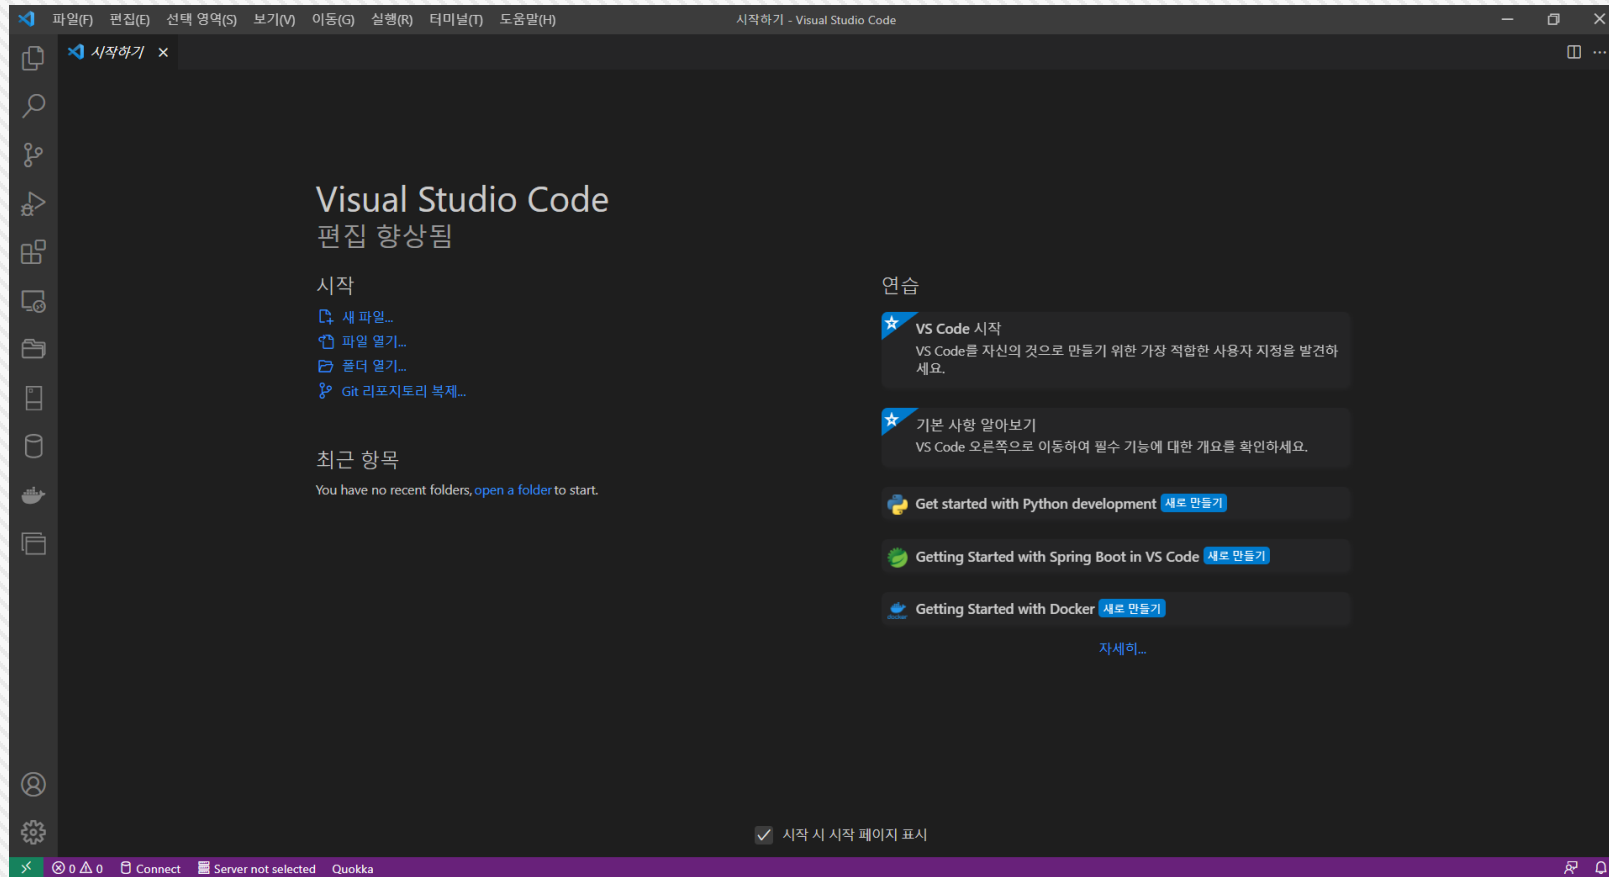 파일(F) 편집(E) 선택 영역(S) 보기(V) 이동(G) 실행(R) 터미널(T) 도움말(H)
시작하기 - Visual Studio Code
시작하기
Visual Studio Code
편집 향상됨
시작
새 파일...
파일 열기...
폴더 열기...
Git 리포지토리 복제...
최근 항목
You have no recent folders, open a folder to start.
연습
VS Code 시작
VS Code를 자신의 것으로 만들기 위한 가장 적합한 사용자 지정을 발견하
세요.
기본 사항 알아보기
VS Code 오른쪽으로 이동하여 필수 기능에 대한 개요를 확인하세요.
Get started with Python development 새로 만들기
Getting Started with Spring Boot in VS Code 새로 만들기
docker
Getting Started with Docker 새로 만들기
자세히...
시작 시 시작 페이지 표시
0 0 Connect Server not selected Quokka